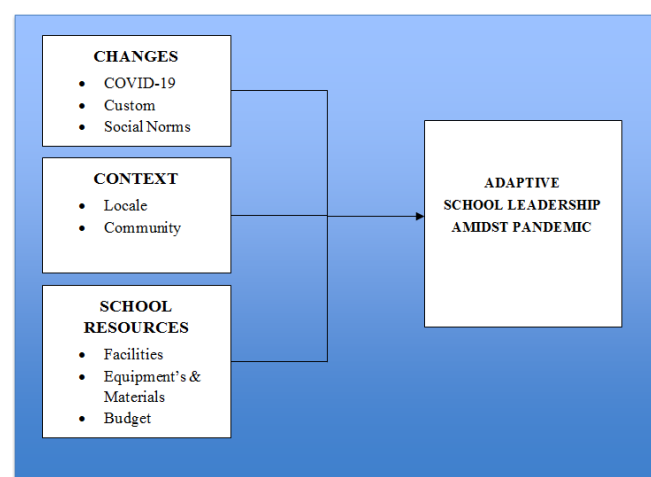 CHANGES
• COVID-19
• Custom
• Social Norms
CONTEXT
• Locale
• Community
SCHOOL
RESOURCES
• Facilities
• Equipment’s &
Materials
• Budget
ADAPTIVE
SCHOOL LEADERSHIP
AMIDST PANDEMIC